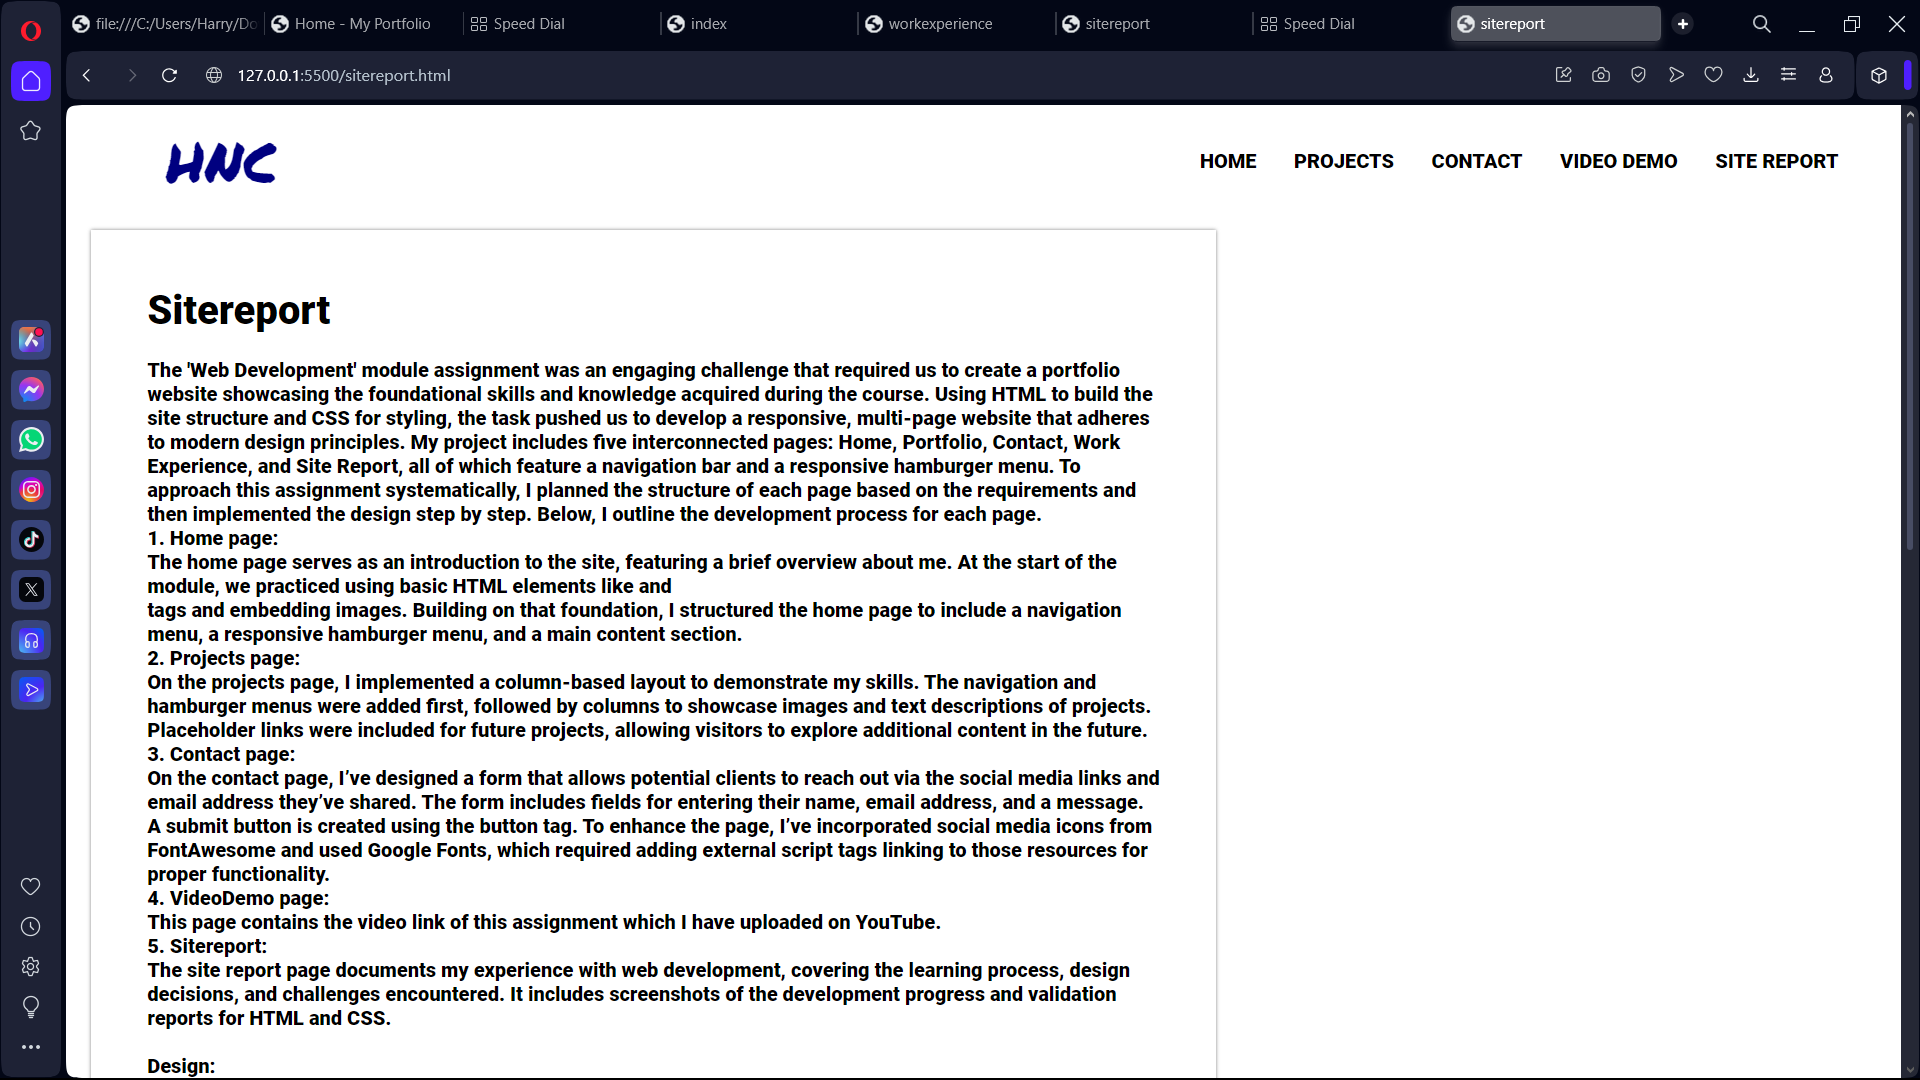 file:///C:/Users/Harry/Do
Home - My Portfolio
Speed Dial
index
workexperience
sitereport
Speed Dial
sitereport
127.0.0.1:5500/sitereport.html
HNC
HOME
PROJECTS
CONTACT
VIDEO DEMO
SITE REPORT
Sitereport
The 'Web Development' module assignment was an engaging challenge that required us to create a portfolio
website showcasing the foundational skills and knowledge acquired during the course. Using HTML to build the
site structure and CSS for styling, the task pushed us to develop a responsive, multi-page website that adheres
to modern design principles. My project includes five interconnected pages: Home, Portfolio, Contact, Work
Experience, and Site Report, all of which feature a navigation bar and a responsive hamburger menu. To
approach this assignment systematically, I planned the structure of each page based on the requirements and
then implemented the design step by step. Below, I outline the development process for each page.
1. Home page:
The home page serves as an introduction to the site, featuring a brief overview about me. At the start of the
module, we practiced using basic HTML elements like and
tags and embedding images. Building on that foundation, I structured the home page to include a navigation
menu, a responsive hamburger menu, and a main content section.
2. Projects page:
On the projects page, I implemented a column-based layout to demonstrate my skills. The navigation and
hamburger menus were added first, followed by columns to showcase images and text descriptions of projects.
Placeholder links were included for future projects, allowing visitors to explore additional content in the future.
3. Contact page:
On the contact page, I’ve designed a form that allows potential clients to reach out via the social media links and
email address they’ve shared. The form includes fields for entering their name, email address, and a message.
A submit button is created using the button tag. To enhance the page, I’ve incorporated social media icons from
FontAwesome and used Google Fonts, which required adding external script tags linking to those resources for
proper functionality.
4. VideoDemo page:
This page contains the video link of this assignment which I have uploaded on YouTube.
5. Sitereport:
The site report page documents my experience with web development, covering the learning process, design
decisions, and challenges encountered. It includes screenshots of the development progress and validation
reports for HTML and CSS.
Design: